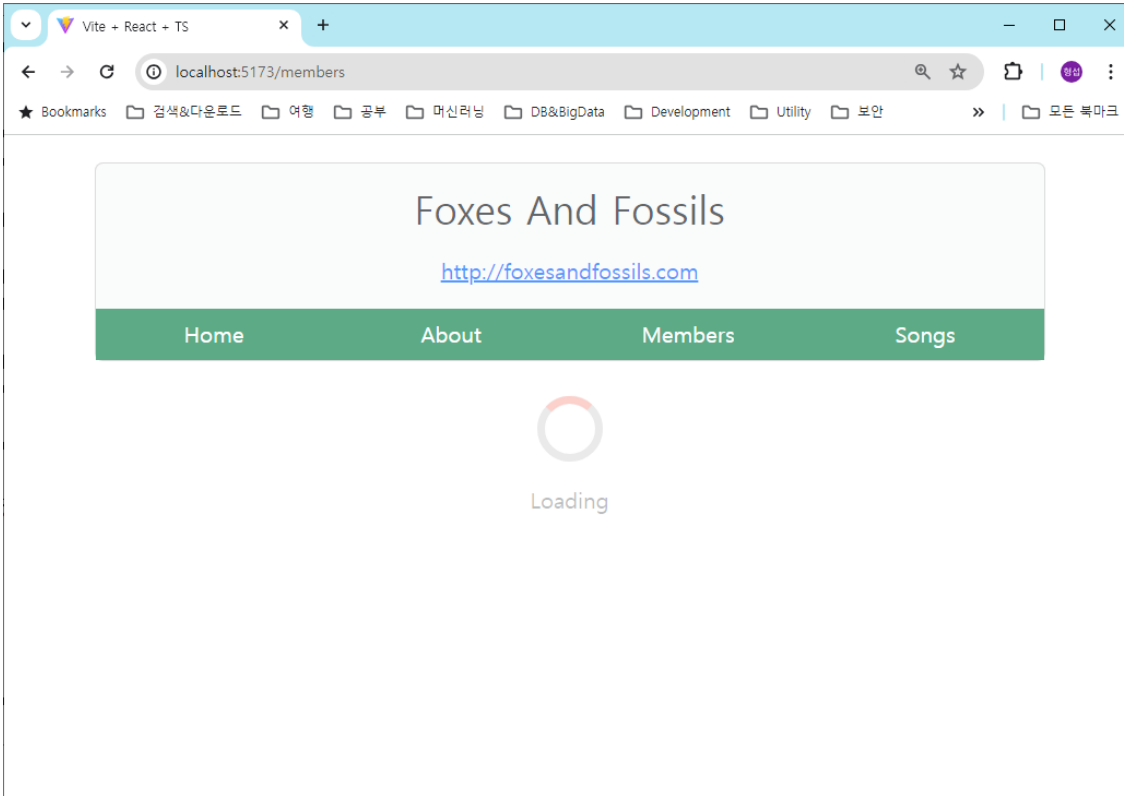 Vite + React + TS
localhost:5173/members
형섭
Bookmarks 검색&다운로드 여행 공부 머신러닝 DB&BigData Development Utility 보안 » 모든 북마크
Foxes And Fossils
http://foxesandfossils.com
Home About Members Songs
Loading